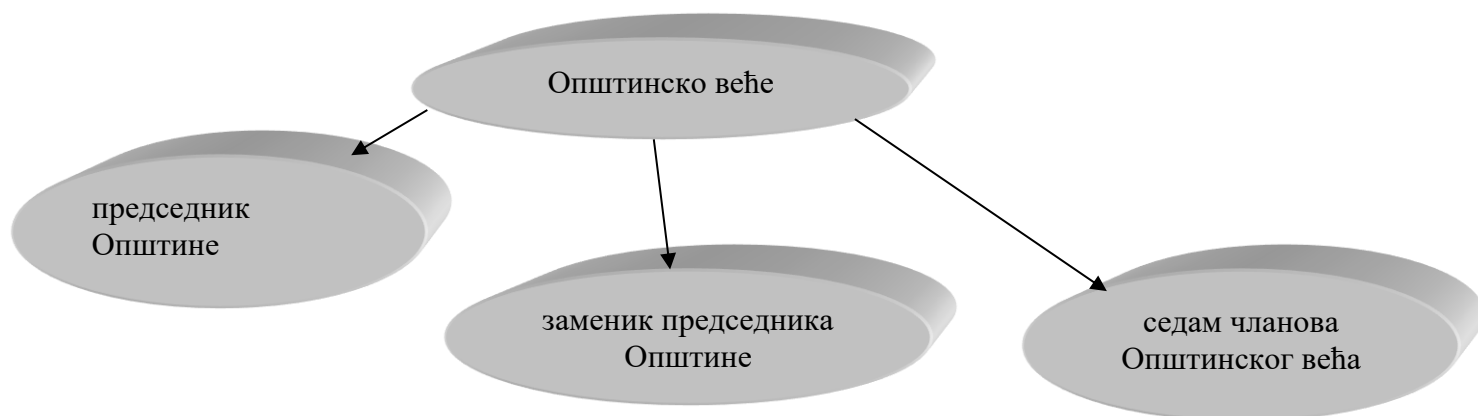 Општинско веће
председник
Општине
заменик председника
Општине
седам чланова
Општинског већа